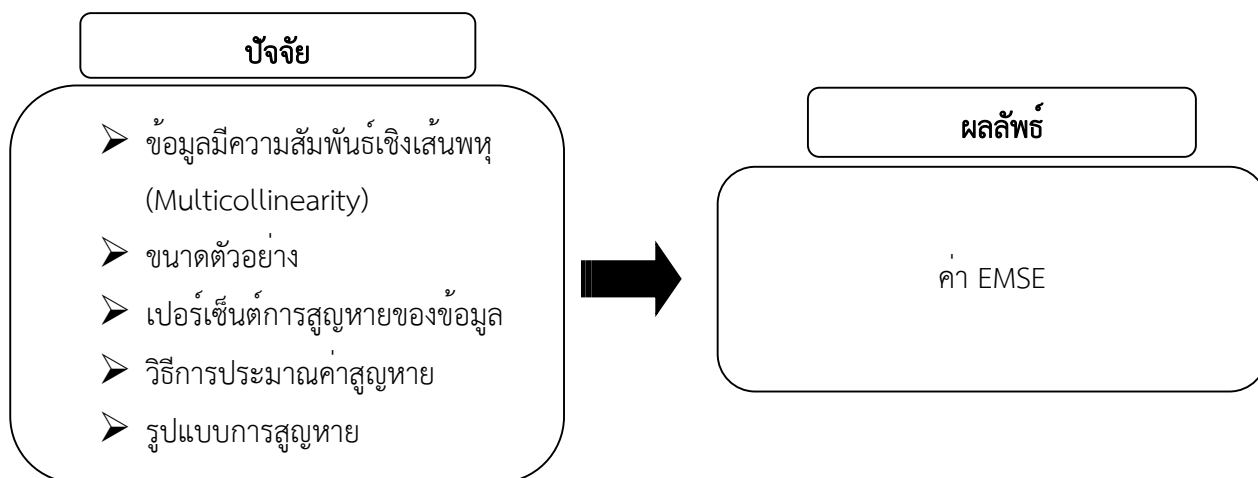 ปัจจัย
➢ ข้อมูลมีความสัมพันธ์เชิงเส้นพหุ
(Multicollinearity)
➢ ขนาดตัวอย่าง
➢ เปอร์เซ็นต์การสูญหายของข้อมูล
➢ วิธีการประมาณค่าสูญหาย
➢ รูปแบบการสูญหาย
ผลลัพธ์
ค่า EMSE